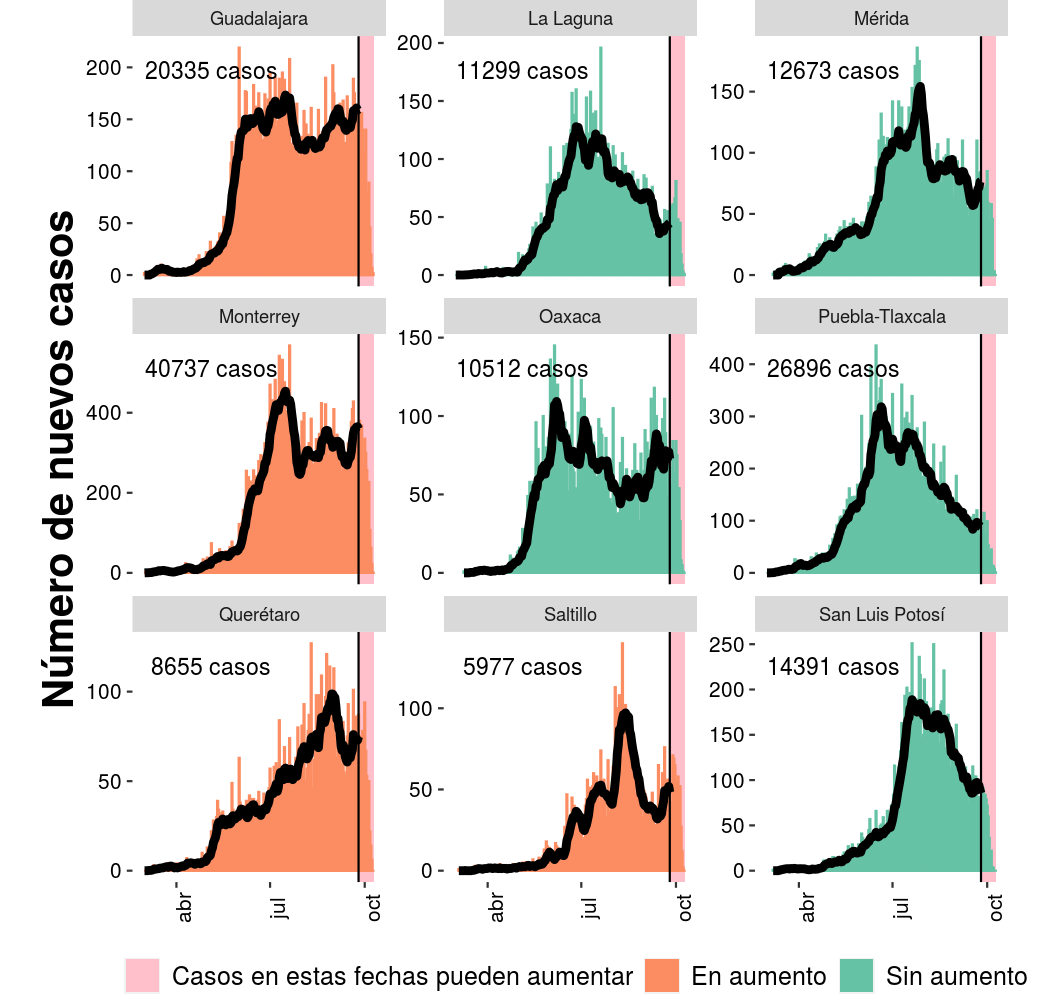 Número de nuevos casos
Guadalajara
La Laguna
Mérida
20335 casos
11299 casos
12673 casos
200
150
100
50
0
200
150
100
50
0
150
100
50
0
Monterrey
Oaxaca
Puebla-Tlaxcala
40737 casos
10512 casos
26896 casos
400
200
0
150
100
50
0
400
300
200
100
0
Querétaro
Saltillo
San Luis Potosí
8655 casos
5977 casos
14391 casos
100
50
0
100
50
0
250
200
150
100
50
0
abr
jul
oct
abr
jul
oct
abr
jul
oct
Casos en estas fechas pueden aumentar
En aumento
Sin aumento